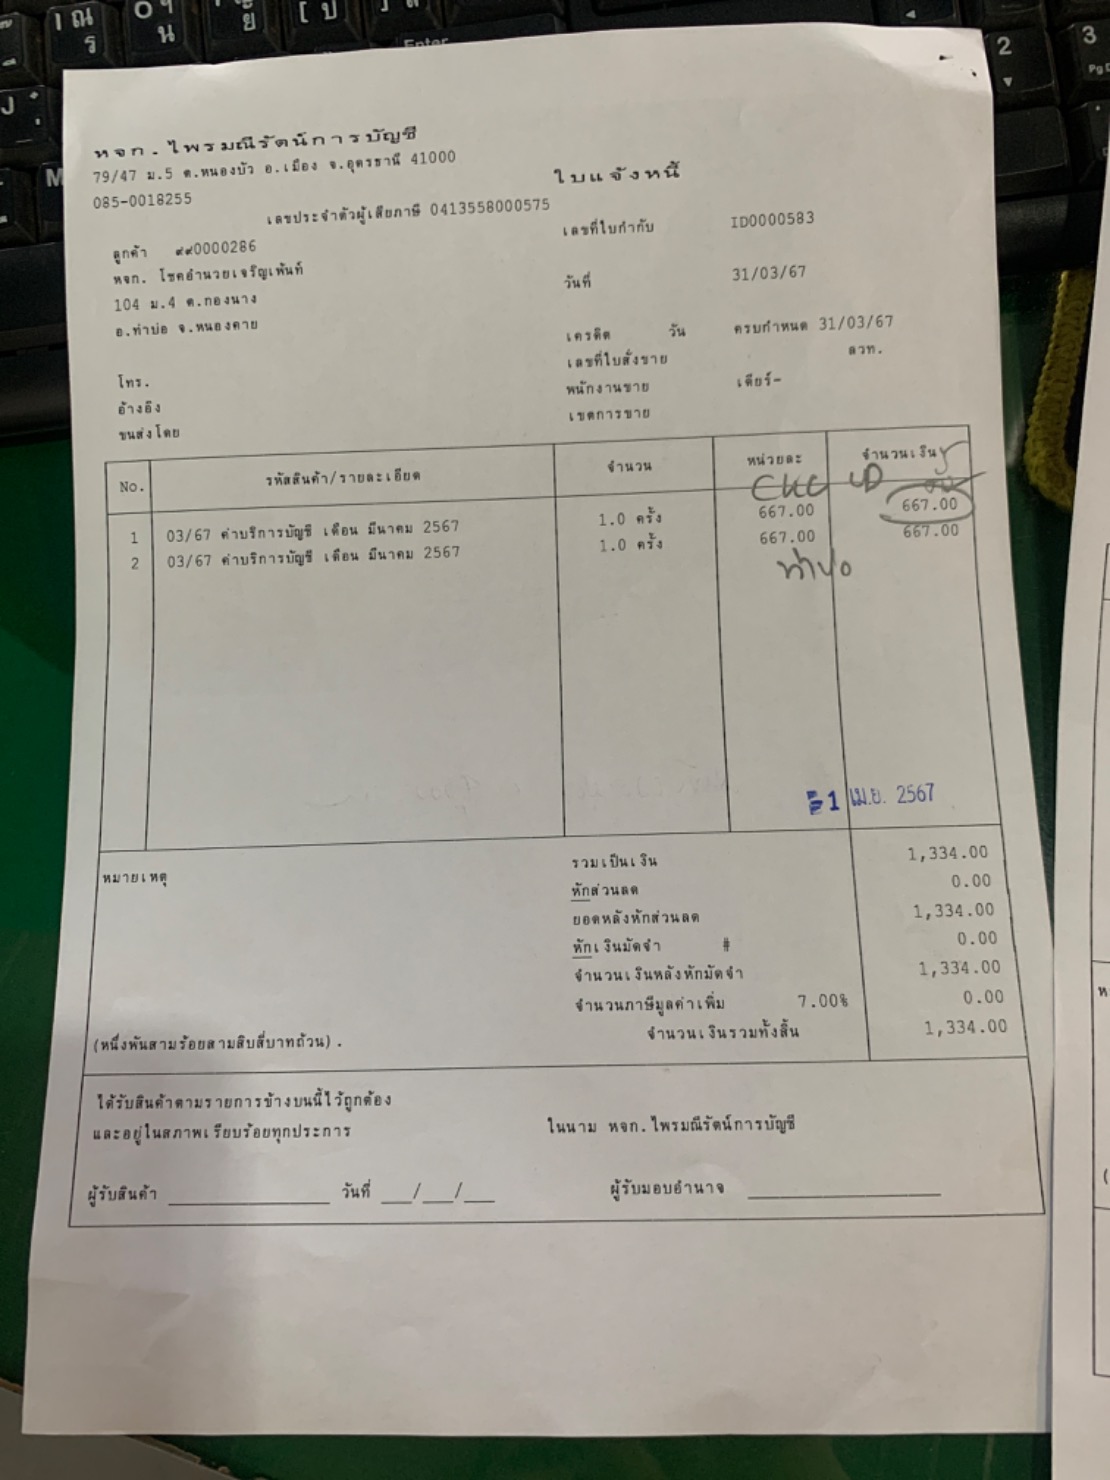 หจก.ไพรมณีรัตน์การบัญชี
79/47 ม.5 ต.หนองบัว อ.เมือง จ.อุดรธานี 41000
085-0018255
เลขประจำตัวผู้เสียภาษี 0413558000575
ใบแจ้งหนี้
ลูกค้า ๙๙0000286
เลขที่ใบกำกับ ID0000583
หจก. โชคอำนวยเจริญเพ้นท์
104 ม.4 ต.กองนาง
วันที่ 31/03/67
อ.ท่าบ่อ จ.หนองคาย
เครดิต วัน ครบกำหนด 31/03/67
เลขที่ใบสั่งขาย ลวท.
โทร.
พนักงานขาย เคียร์-
อ้างอิง
เขตการขาย
ขนส่งโดย
No. รหัสสินค้า/รายละเอียด จำนวน หน่วยละ จำนวนเงิน
1 03/67 ค่าบริการบัญชี เดือน มีนาคม 2567 1.0 ครั้ง 667.00 667.00
2 03/67 ค่าบริการบัญชี เดือน มีนาคม 2567 1.0 ครั้ง 667.00 667.00
ท่าบ่อ
1 เม.ย. 2567
หมายเหตุ
รวมเป็นเงิน 1,334.00
หักส่วนลด 0.00
ยอดหลังหักส่วนลด 1,334.00
หักเงินมัดจำ # 0.00
จำนวนเงินหลังหักมัดจำ 1,334.00
จำนวนภาษีมูลค่าเพิ่ม 7.00% 0.00
(หนึ่งพันสามร้อยสามสิบสี่บาทถ้วน). จำนวนเงินรวมทั้งสิ้น 1,334.00
ได้รับสินค้าตามรายการข้างบนนี้ไว้ถูกต้อง
และอยู่ในสภาพเรียบร้อยทุกประการ
ในนาม หจก.ไพรมณีรัตน์การบัญชี
ผู้รับสินค้า วันที่ __/__/__ ผู้รับมอบอำนาจ